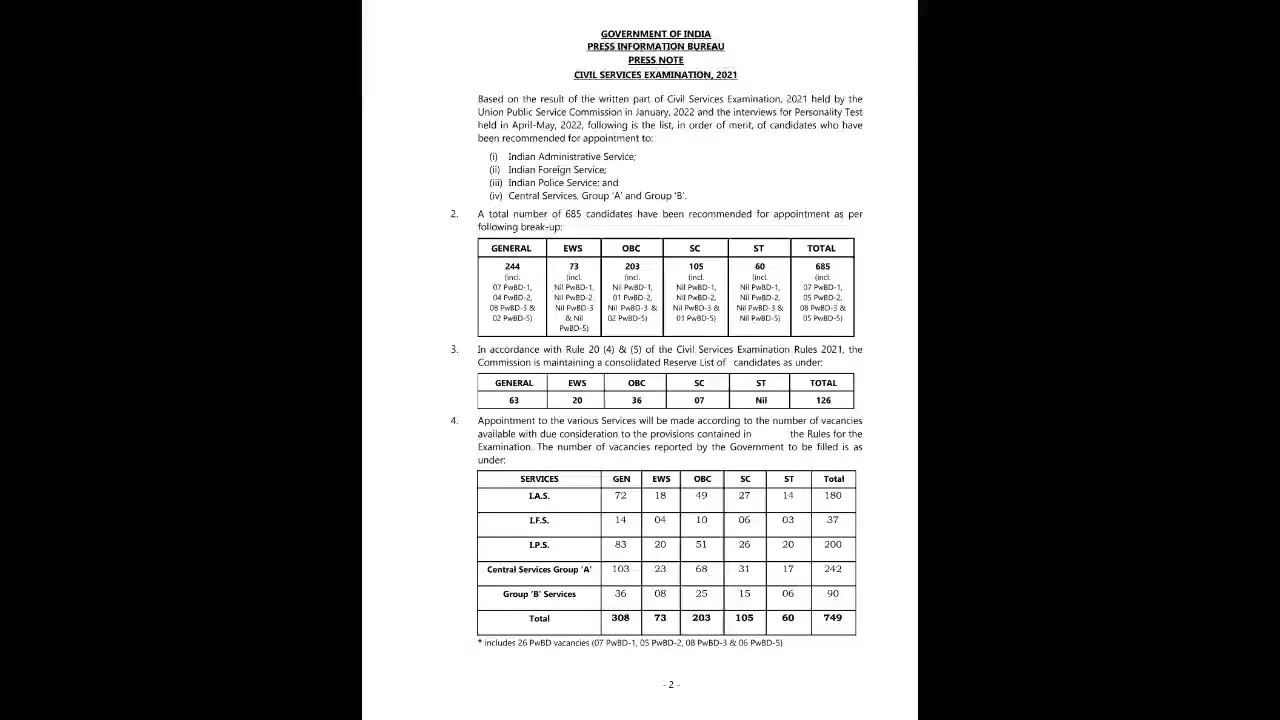 GOVERNMENT OF INDIA
PRESS INFORMATION BUREAU
PRESS NOTE
CIVIL SERVICES EXAMINATION, 2021
Based on the result of the written part of Civil Services Examination, 2021 held by the
Union Public Service Commission in January, 2022 and the interviews for Personality Test
held in April-May, 2022, following is the list, in order of merit, of candidates who have
been recommended for appointment to:
(i) Indian Administrative Service;
(ii) Indian Foreign Service;
(iii) Indian Police Service; and
(iv) Central Services, Group 'A' and Group 'B'.
2. A total number of 685 candidates have been recommended for appointment as per
following break-up:
GENERAL EWS OBC SC ST TOTAL
244 73 203 105 60 685
(incl. (incl. (incl. (incl. (incl. (incl.
07 PwBD-1, Nil PwBD-1, Nil PwBD-1, Nil PwBD-1, Nil PwBD-1, 07 PwBD-1,
04 PwBD-2, Nil PwBD-2 01 PwBD-2, Nil PwBD-2, Nil PwBD-2, 05 PwBD-2,
08 PwBD-3 & Nil PwBD-3 Nil PwBD-3 & Nil PwBD-3 & Nil PwBD-3 & 08 PwBD-3 &
02 PwBD-5) & Nil 02 PwBD-5) 01 PwBD-5) Nil PwBD-5) 05 PwBD-5)
PwBD-5)
3. In accordance with Rule 20 (4) & (5) of the Civil Services Examination Rules 2021, the
Commission is maintaining a consolidated Reserve List of candidates as under:
GENERAL EWS OBC SC ST TOTAL
63 20 36 07 Nil 126
4. Appointment to the various Services will be made according to the number of vacancies
available with due consideration to the provisions contained in the Rules for the
Examination. The number of vacancies reported by the Government to be filled is as
under:
SERVICES GEN EWS OBC SC ST Total
I.A.S. 72 18 49 27 14 180
I.F.S. 14 04 10 06 03 37
I.P.S. 83 20 51 26 20 200
Central Services Group 'A' 103 23 68 31 17 242
Group 'B' Services 36 08 25 15 06 90
Total 308 73 203 105 60 749
* includes 26 PwBD vacancies (07 PwBD-1, 05 PwBD-2, 08 PwBD-3 & 06 PwBD-5)
- 2 -